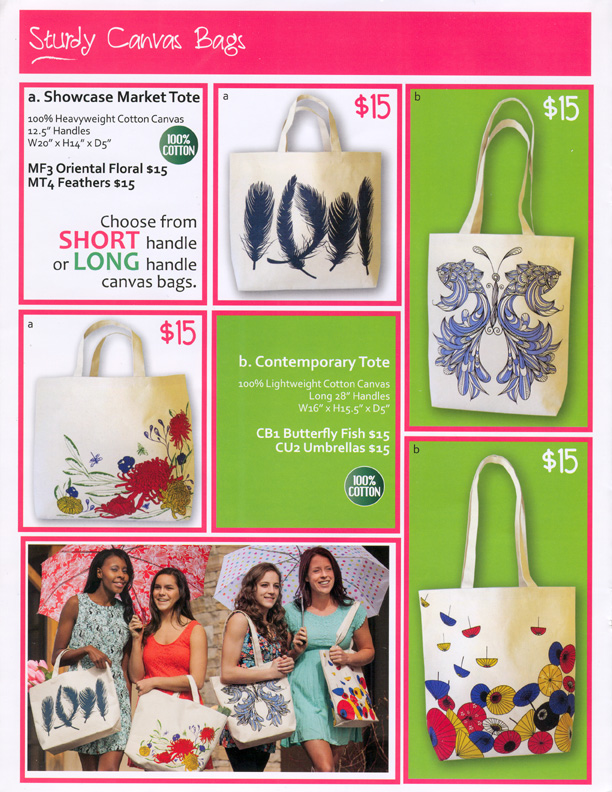 Sturdy Canvas Bags
a. Showcase Market Tote
100% Heavyweight Cotton Canvas
12.5" Handles
W20" x H14" x D5"
100%
COTTON
MF3 Oriental Floral $15
MT4 Feathers $15
Choose from
SHORT handle
or LONG handle
canvas bags.
a
$15
b
$15
a
$15
b. Contemporary Tote
100% Lightweight Cotton Canvas
Long 28" Handles
W16" x H15.5" x D5"
CB1 Butterfly Fish $15
CU2 Umbrellas $15
100%
COTTON
b
$15